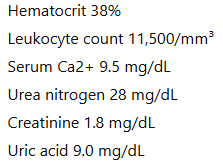 Hematocrit 38%
Leukocyte count 11,500/mm³
Serum Ca2+ 9.5 mg/dL
Urea nitrogen 28 mg/dL
Creatinine 1.8 mg/dL
Uric acid 9.0 mg/dL